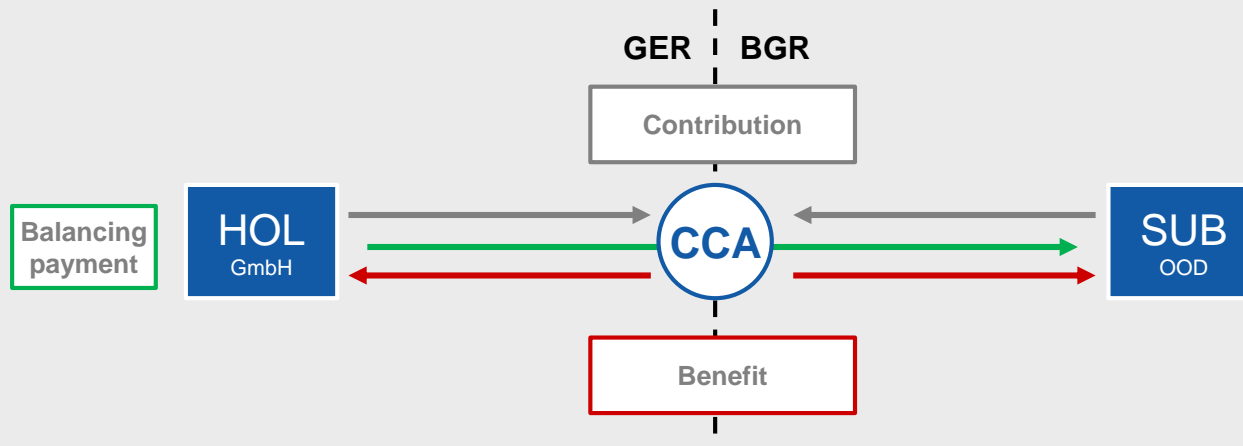 GER BGR
Contribution
Balancing
payment
HOL
GmbH
CCA
SUB
OOD
Benefit